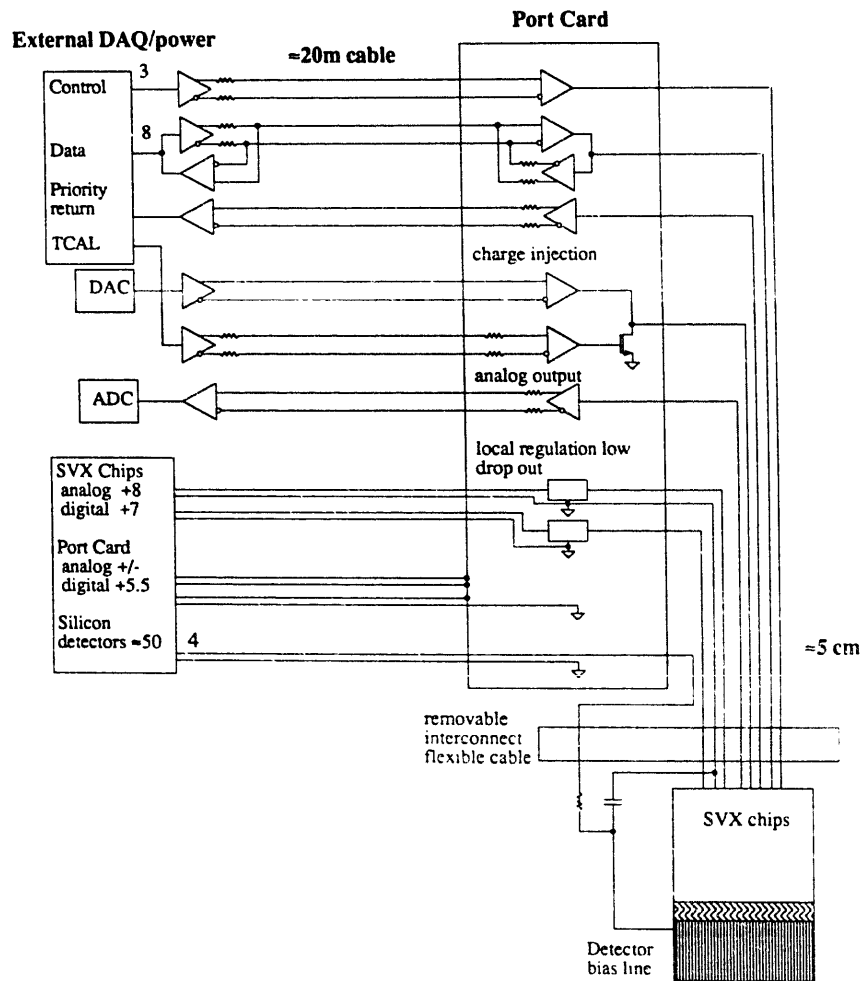 Port Card
External DAQ/power
≈20m cable
3
Control
8
Data
Priority
return
TCAL
charge injection
DAC
analog output
ADC
local regulation low
drop out
SVX Chips
analog +8
digital +7
Port Card
analog +/-
digital +5.5
Silicon
detectors ≈50
4
≈5 cm
removable
interconnect
flexible cable
SVX chips
Detector
bias line